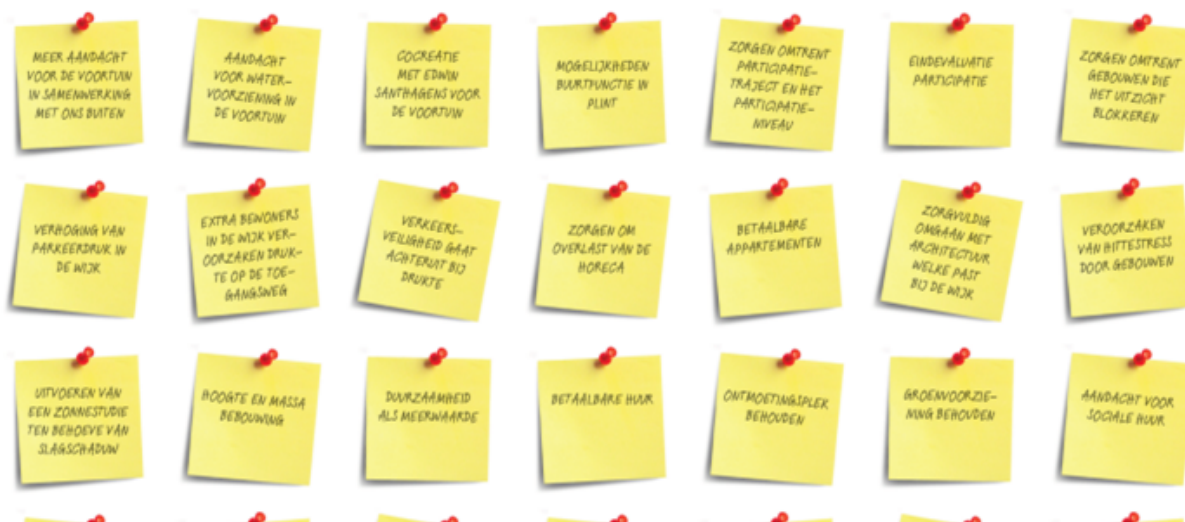 MEER AANDACHT
VOOR DE VOORTUIN
IN SAMENWERKING
MET ONS BUITEN
AANDACHT
VOOR WATER-
VOORZIENING IN
DE VOORTUIN
COCREATIE
MET EDWIN
SANTHAGENS VOOR
DE VOORTUIN
MOGELIJKHEDEN
BUURTFUNCTIE IN
PLINT
ZORGEN OMTRENT
PARTICIPATIE-
TRAJECT EN HET
PARTICIPATIE-
NIVEAU
EINDEVALUATIE
PARTICIPATIE
ZORGEN OMTRENT
GEBOUWEN DIE
HET UITZICHT
BLOKKEREN
VERHOGING VAN
PARKEERDRUK IN
DE WIJK
EXTRA BEWONERS
IN DE WIJK VER-
OORZAKEN DRUK-
TE OP DE TOE-
GANGSWEG
VERKEERS-
VEILIGHEID GAAT
ACHTERUIT BIJ
DRUKTE
ZORGEN OM
OVERLAST VAN DE
HORECA
BETAALBARE
APPARTEMENTEN
ZORGVULDIG
OMGAAN MET
ARCHITECTUUR
WELKE PAST
BIJ DE WIJK
VEROORZAKEN
VAN HITTESTRESS
DOOR GEBOUWEN
UITVOEREN VAN
EEN ZONNESTUDIE
TEN BEHOEVE VAN
SLAGSCHADUW
HOOGTE EN MASSA
BEBOUWING
DUURZAAMHEID
ALS MEERWAARDE
BETAALBARE HUUR
ONTMOETINGSPLEK
BEHOUDEN
GROENVOORZIE-
NING BEHOUDEN
AANDACHT VOOR
SOCIALE HUUR